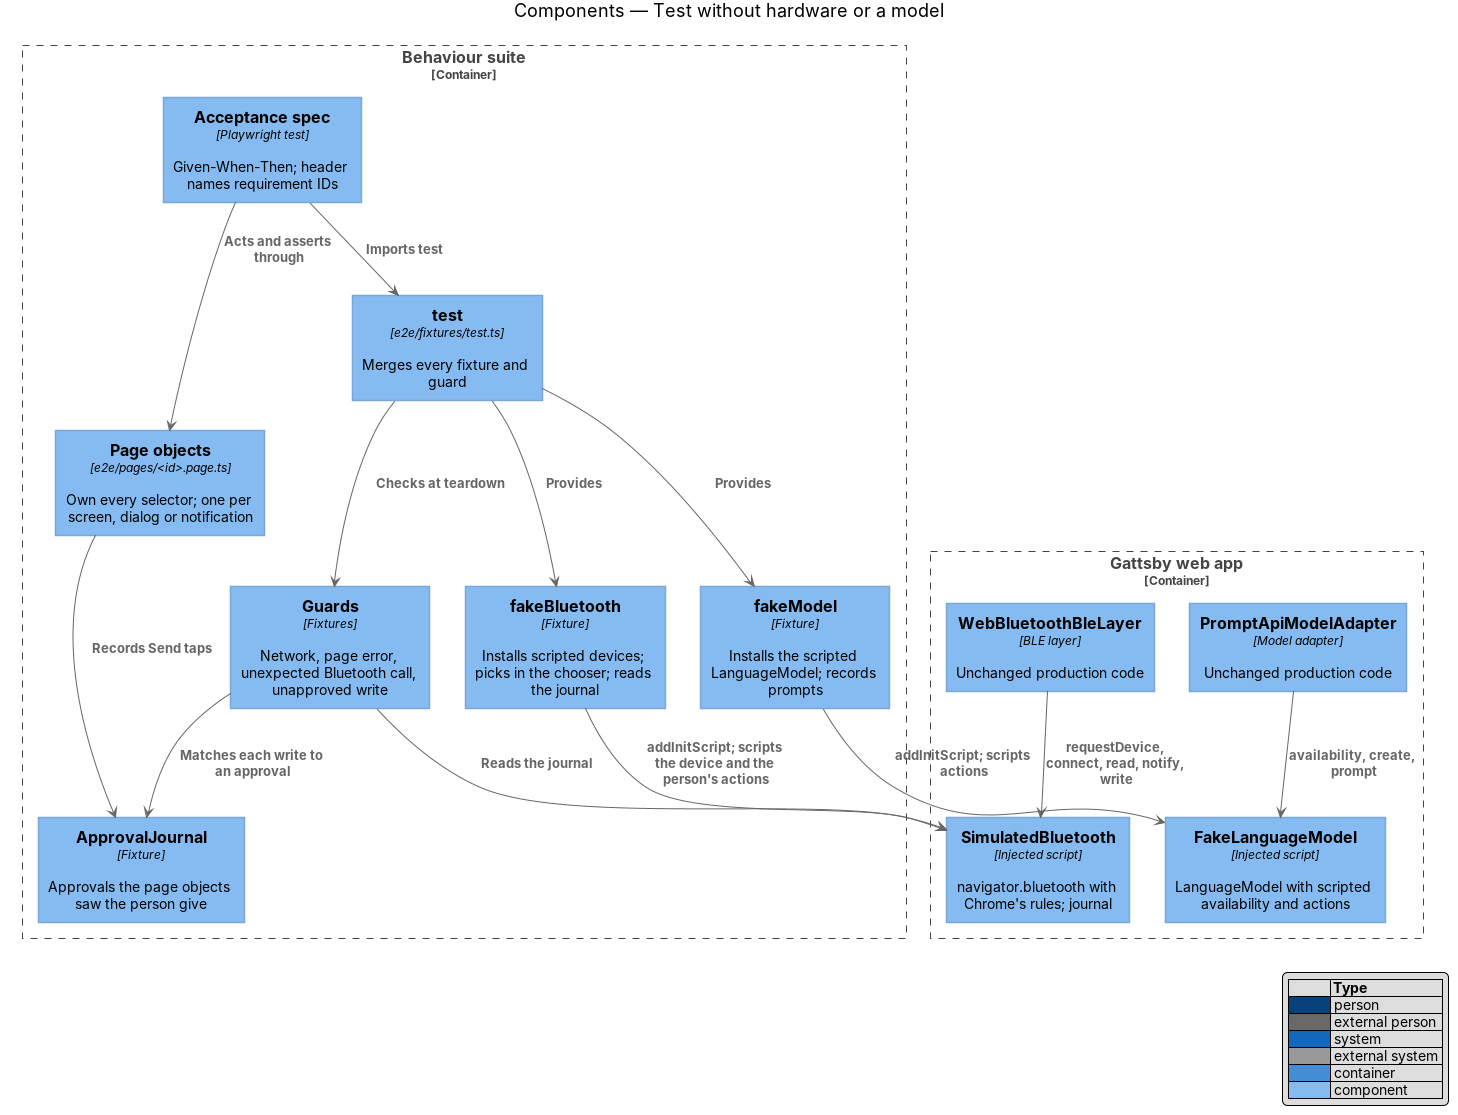 Components — Test without hardware or a model
Behaviour suite
[Container]
Acceptance spec
[Playwright test]
Given-When-Then; header
names requirement IDs
Acts and asserts
through
Imports test
test
[e2e/fixtures/test.ts]
Merges every fixture and
guard
Page objects
[e2e/pages/<id>.page.ts]
Own every selector; one per
screen, dialog or notification
Checks at teardown
Provides
Provides
Gattsby web app
[Container]
Guards
[Fixtures]
Network, page error,
unexpected Bluetooth call,
unapproved write
fakeBluetooth
[Fixture]
Installs scripted devices;
picks in the chooser; reads
the journal
fakeModel
[Fixture]
Installs the scripted
LanguageModel; records
prompts
WebBluetoothBleLayer
[BLE layer]
Unchanged production code
PromptApiModelAdapter
[Model adapter]
Unchanged production code
Records Send taps
Matches each write to
an approval
Reads the journal
addInitScript; scripts
the device and the
person's actions
addInitScript; scripts
actions
requestDevice,
connect, read, notify,
write
availability, create,
prompt
ApprovalJournal
[Fixture]
Approvals the page objects
saw the person give
SimulatedBluetooth
[Injected script]
navigator.bluetooth with
Chrome's rules; journal
FakeLanguageModel
[Injected script]
LanguageModel with scripted
availability and actions
Type
person
external person
system
external system
container
component